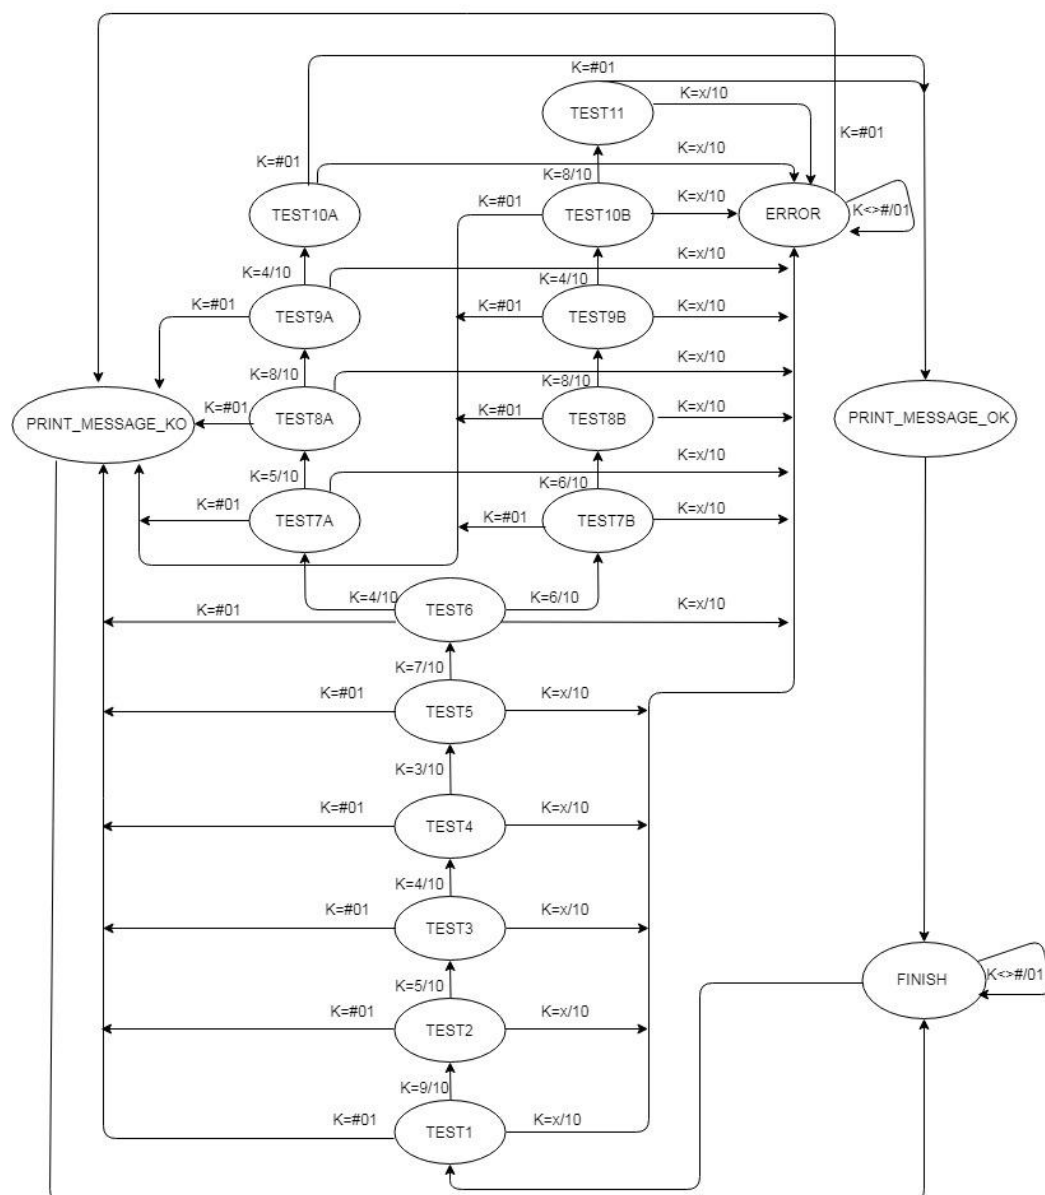 K=#01
TEST11
K=x/10
K=#01
K=#01
K=x/10
K=8/10
TEST10A
K=#01
TEST10B
K=x/10
ERROR
K<>#/01
K=4/10
K=x/10
K=4/10
K=#01
TEST9A
K=#01
TEST9B
K=x/10
K=8/10
K=x/10
K=8/10
PRINT_MESSAGE_KO
K=#01
TEST8A
K=#01
TEST8B
K=x/10
PRINT_MESSAGE_OK
K=5/10
K=x/10
K=6/10
K=#01
TEST7A
K=#01
TEST7B
K=x/10
K=4/10
K=6/10
K=#01
TEST6
K=x/10
K=7/10
K=#01
TEST5
K=x/10
K=3/10
K=#01
TEST4
K=x/10
K=4/10
K=#01
TEST3
K=x/10
K=5/10
FINISH
K<>#/01
K=#01
TEST2
K=x/10
K=9/10
K=#01
TEST1
K=x/10